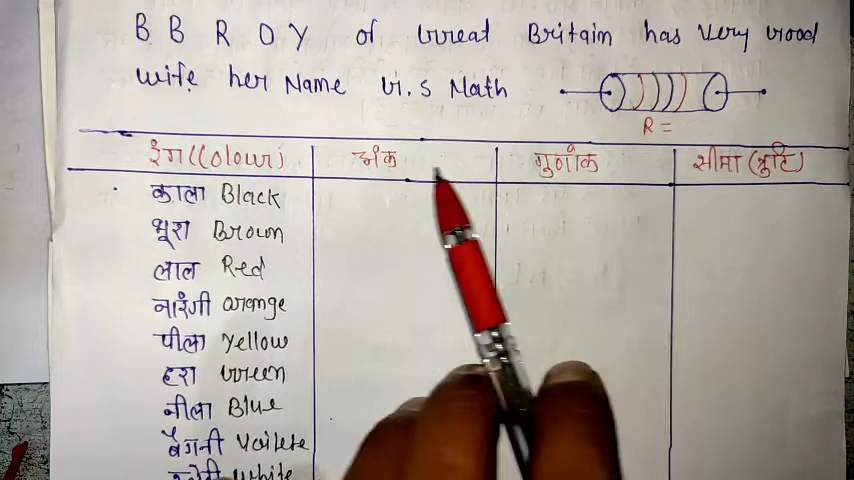 B B R O Y of Great Britain has Very Good
wife her Name G.S Math
R =
रंग (Colour) अंक गुणांक सीमा (त्रुटि)
काला Black
भूरा Brown
लाल Red
नारंगी orange
पीला Yellow
हरा Green
नीला Blue
बैगनी Voilete
white